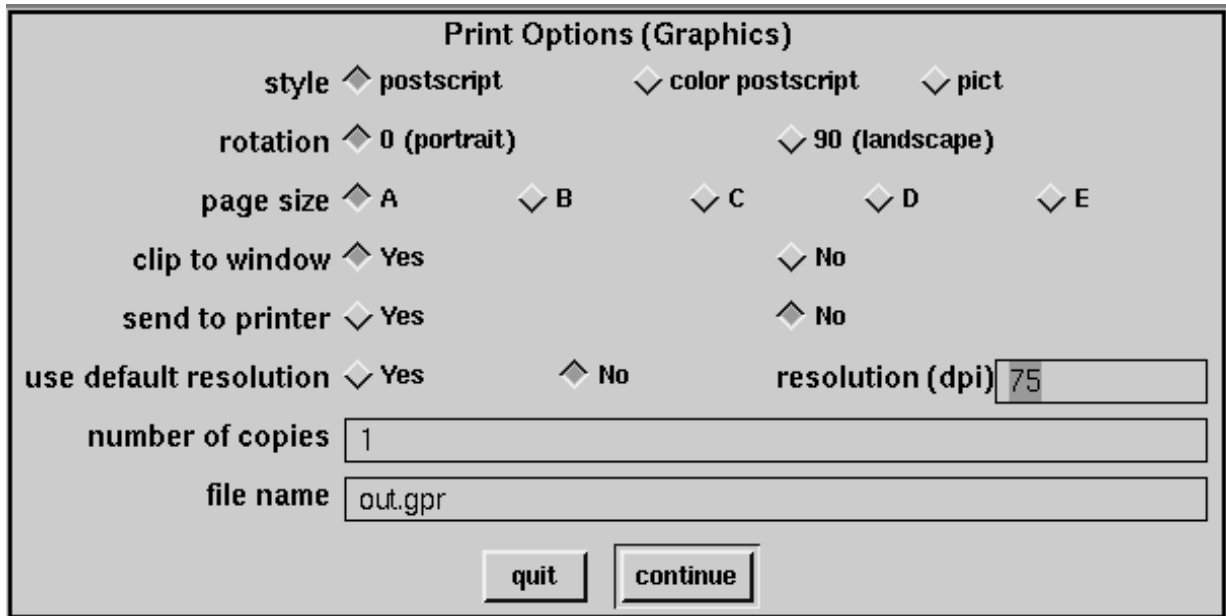 Print Options (Graphics)
style postscript color postscript pict
rotation 0 (portrait) 90 (landscape)
page size A B C D E
clip to window Yes No
send to printer Yes No
use default resolution Yes No resolution (dpi) 75
number of copies 1
file name out.gpr
quit continue